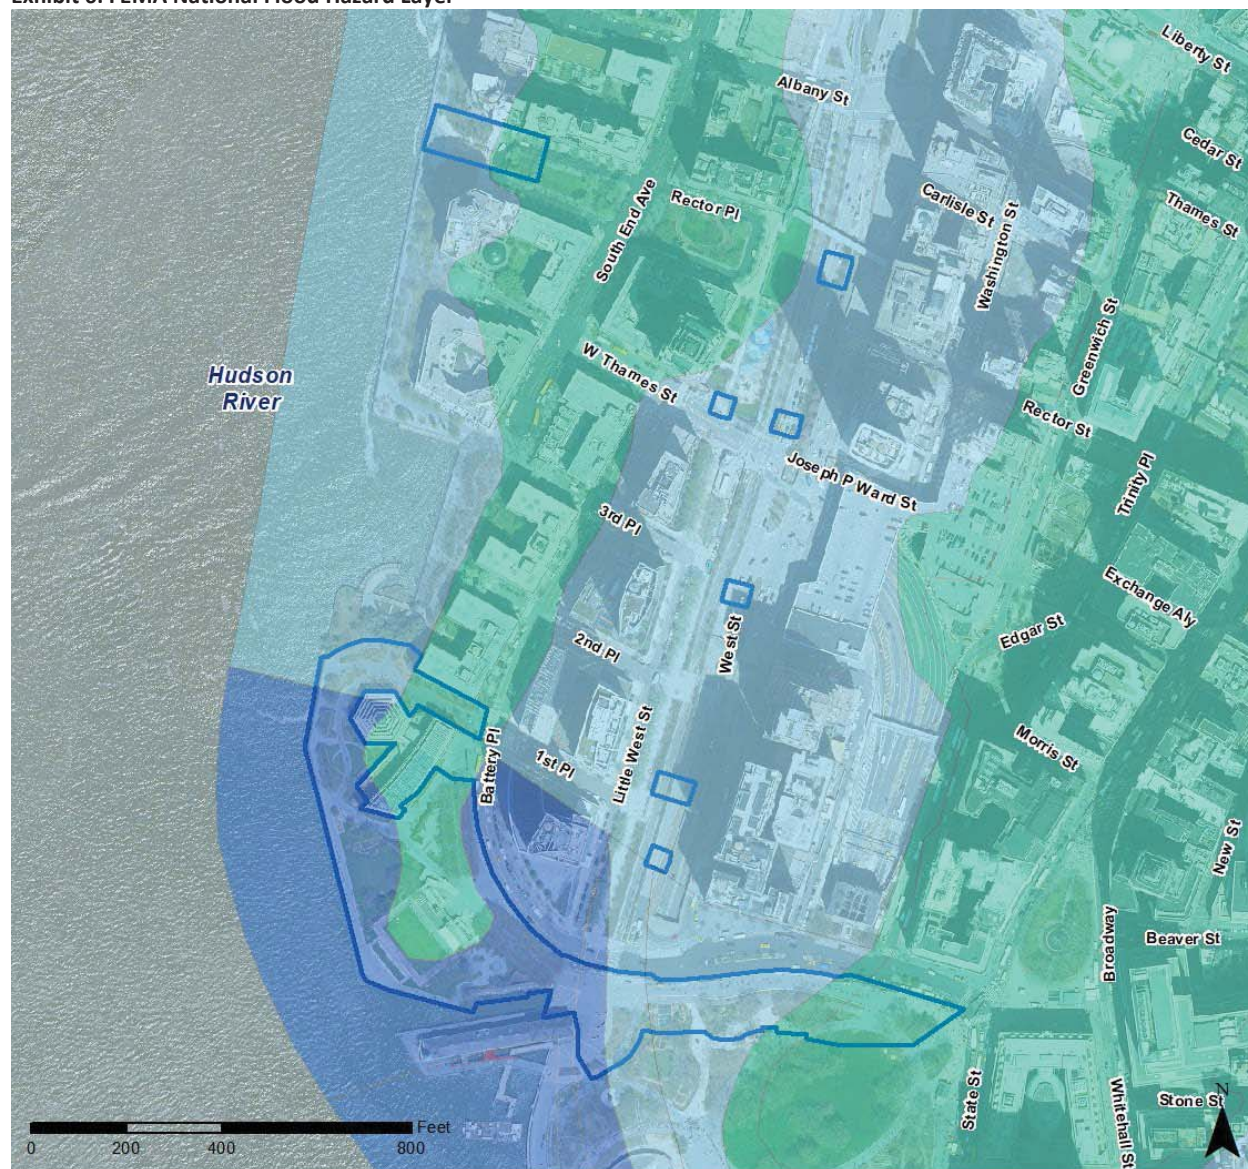 Exhibit 6. FEMA National Flood Hazard Layer
Liberty St
Albany St
Cedar St
Rector Pl
Carlisle St
Thames St
South End Ave
Washington St
Greenwich St
Hudson
River
W Thames St
Rector St
Joseph P Ward St
Trinity Pl
3rd Pl
Exchange Aly
West St
Edgar St
2nd Pl
Little West St
Battery Pl
1st Pl
Morris St
New St
Broadway
Beaver St
State St
Whitehall S
Stone St
N
Feet
0 200 400 800